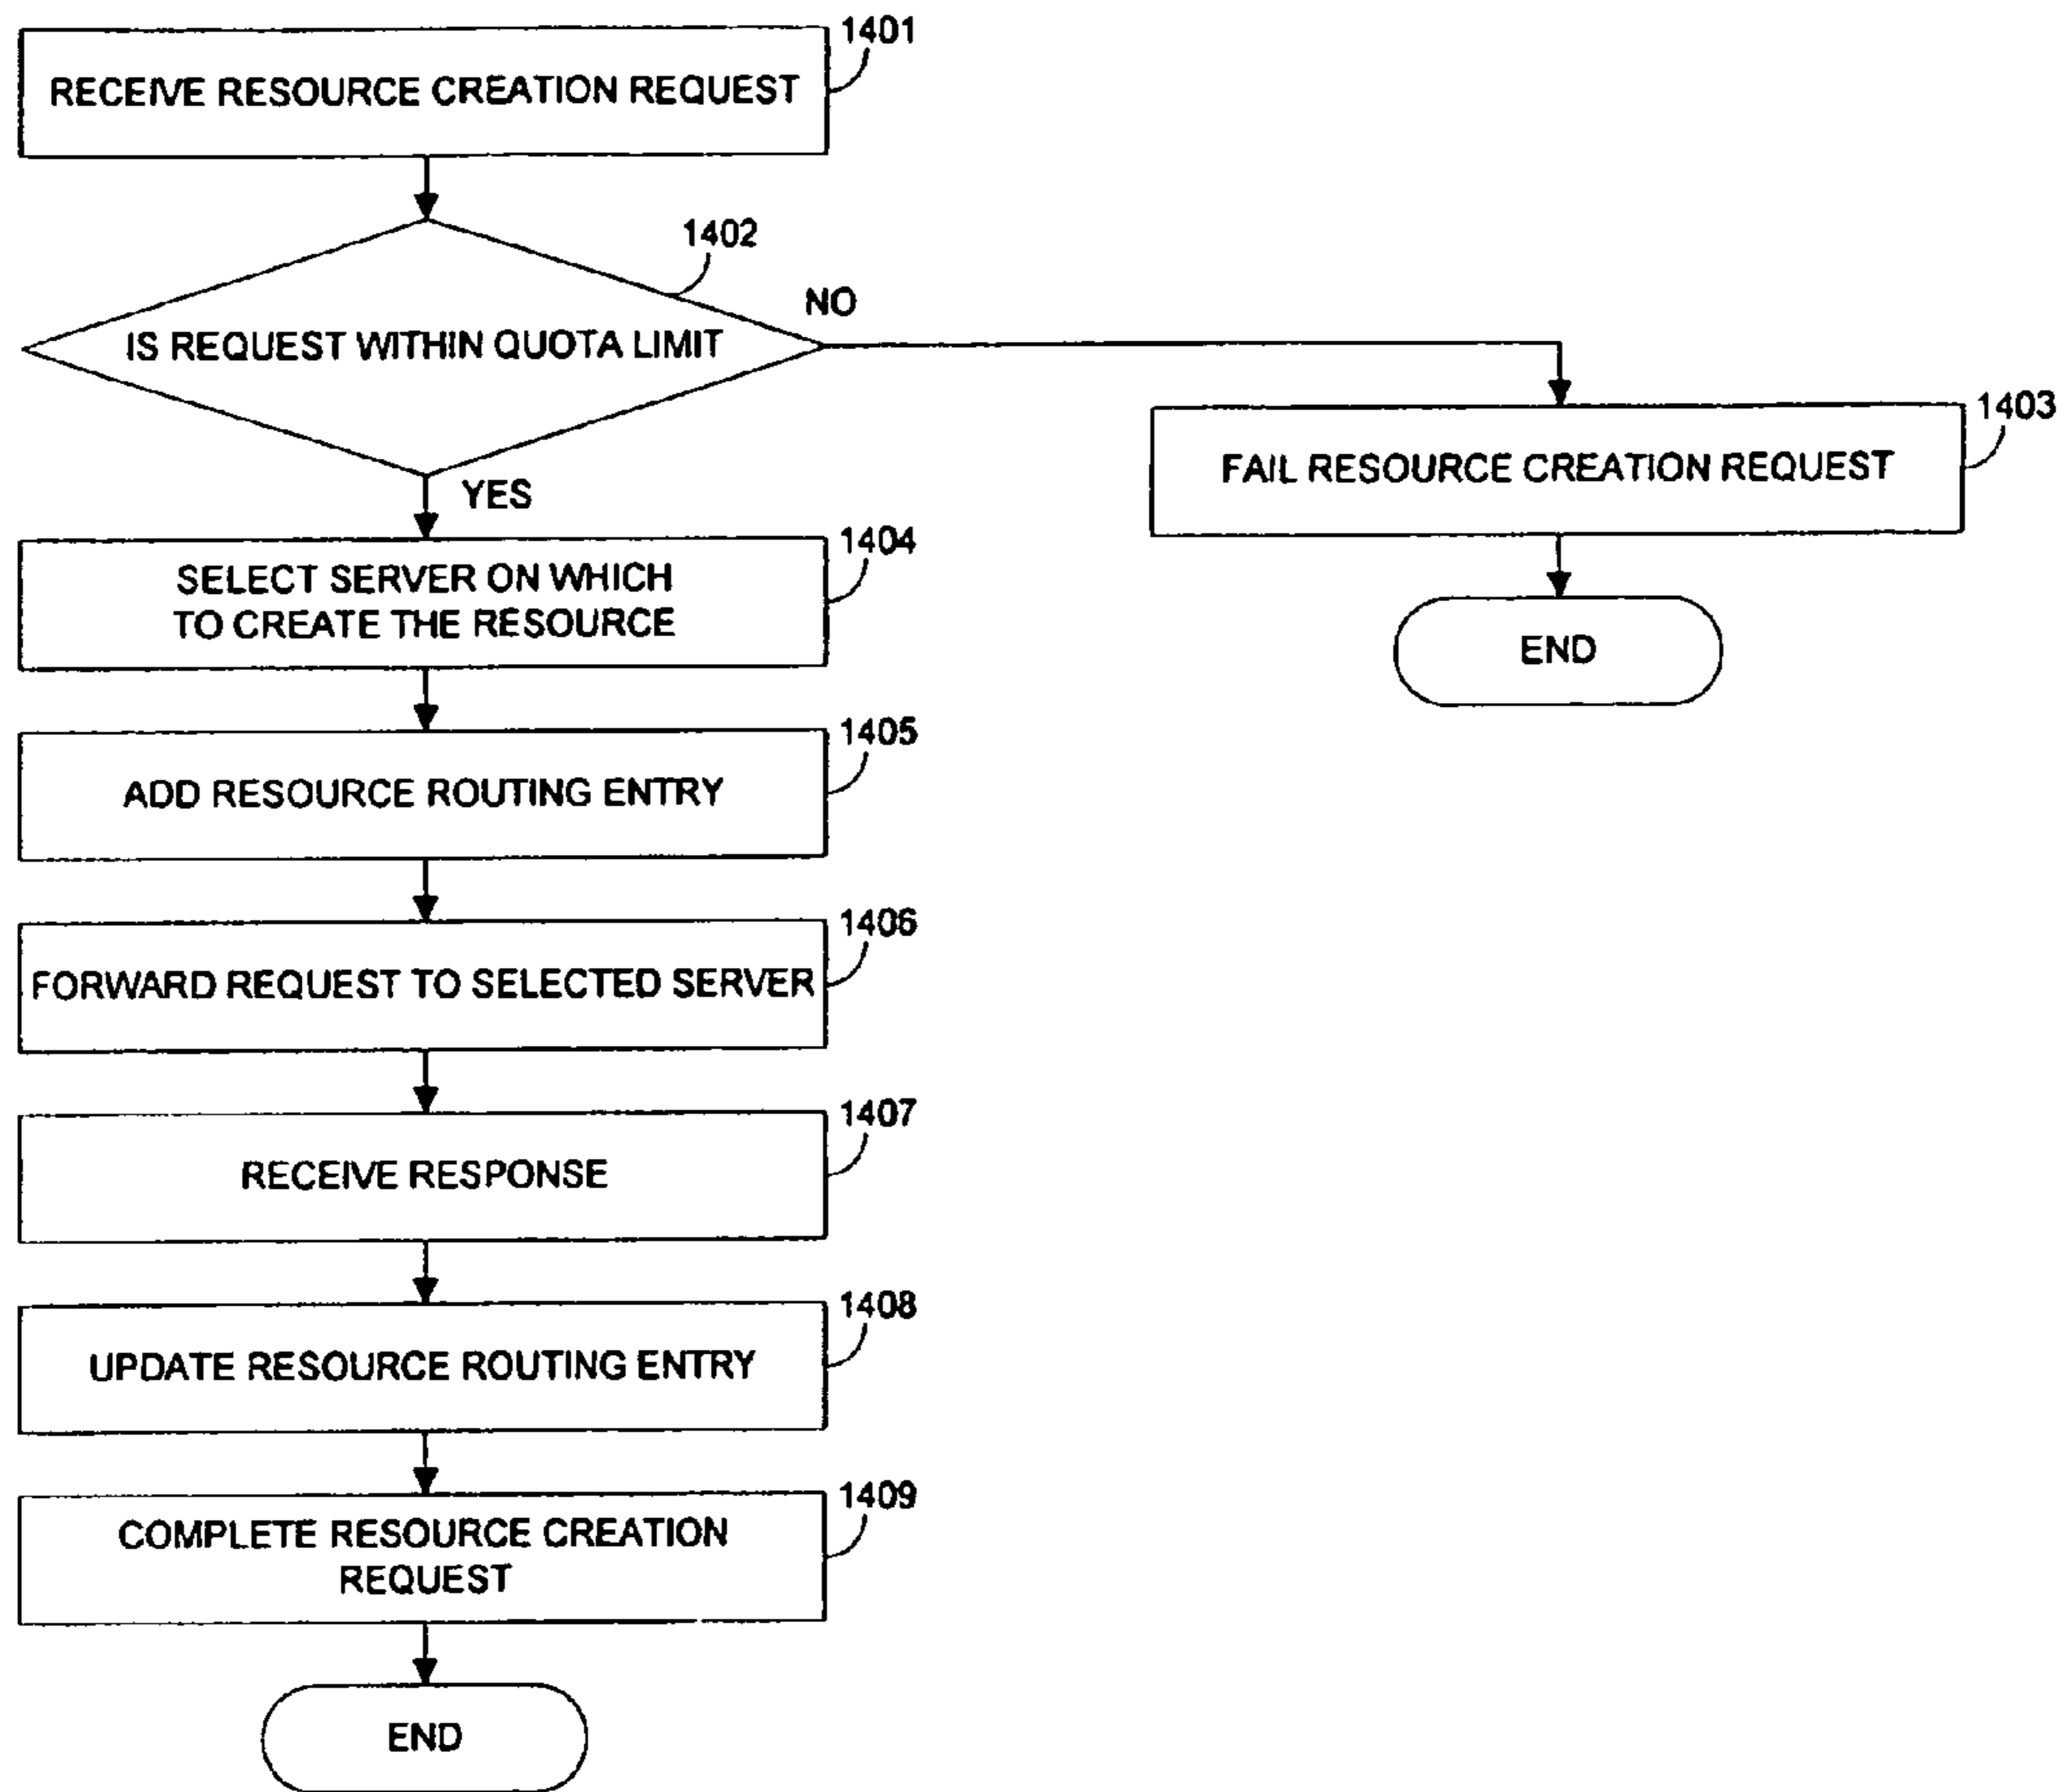 1401
RECEIVE RESOURCE CREATION REQUEST
1402
NO
IS REQUEST WITHIN QUOTA LIMIT
1403
FAIL RESOURCE CREATION REQUEST
YES
END
1404
SELECT SERVER ON WHICH
TO CREATE THE RESOURCE
1405
ADD RESOURCE ROUTING ENTRY
1406
FORWARD REQUEST TO SELECTED SERVER
1407
RECEIVE RESPONSE
1408
UPDATE RESOURCE ROUTING ENTRY
1409
COMPLETE RESOURCE CREATION
REQUEST
END